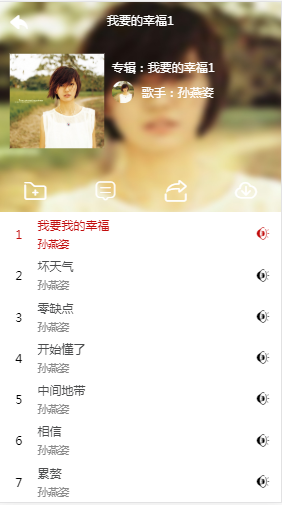 我要的幸福1
专辑：我要的幸福1
歌手：孙燕姿
1
我要我的幸福
孙燕姿
2
坏天气
孙燕姿
3
零缺点
孙燕姿
4
开始懂了
孙燕姿
5
中间地带
孙燕姿
6
相信
孙燕姿
7
累赘
孙燕姿